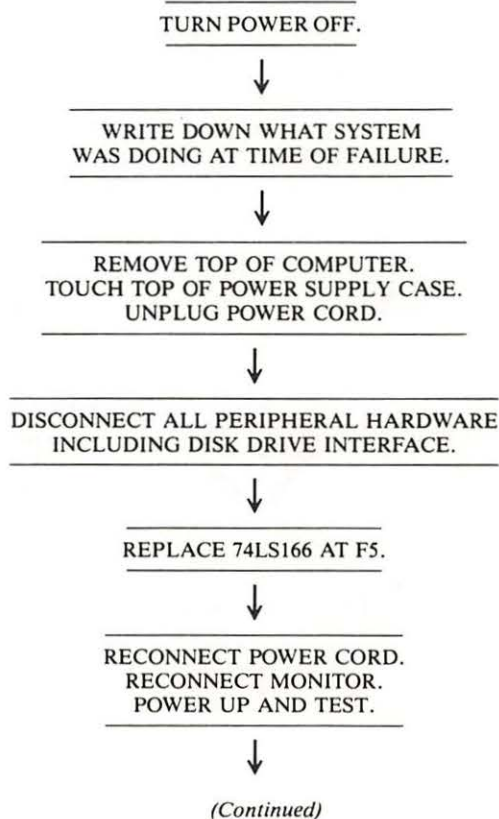 TURN POWER OFF.
WRITE DOWN WHAT SYSTEM
WAS DOING AT TIME OF FAILURE.
REMOVE TOP OF COMPUTER.
TOUCH TOP OF POWER SUPPLY CASE.
UNPLUG POWER CORD.
DISCONNECT ALL PERIPHERAL HARDWARE
INCLUDING DISK DRIVE INTERFACE.
REPLACE 74LS166 AT F5.
RECONNECT POWER CORD.
RECONNECT MONITOR.
POWER UP AND TEST.
(Continued)